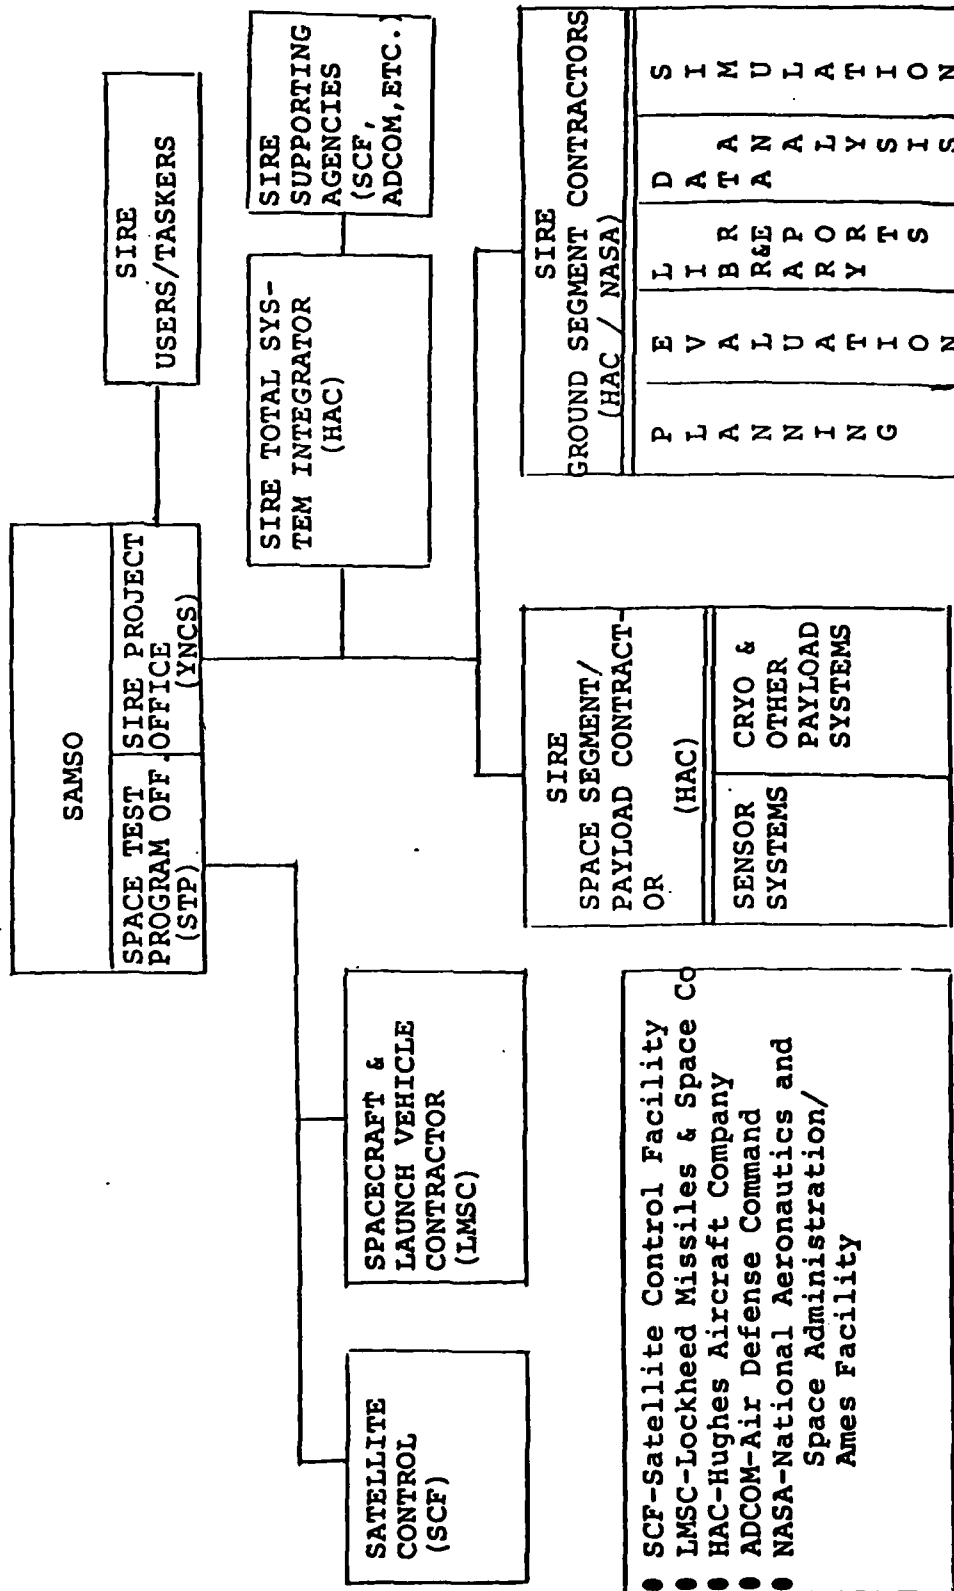 SAMSO
SPACE TEST
PROGRAM OFF.
(STP)
SIRE PROJECT
OFFICE
(YNCS)
SIRE
USERS/TASKERS
SIRE TOTAL SYS-
TEM INTEGRATOR
(HAC)
SIRE
SUPPORTING
AGENCIES
(SCF,
ADCOM,ETC.)
SATELLITE
CONTROL
(SCF)
SPACECRAFT &
LAUNCH VEHICLE
CONTRACTOR
(LMSC)
SIRE
SPACE SEGMENT/
PAYLOAD CONTRACT-
OR
(HAC)
SENSOR
SYSTEMS
CRYO &
OTHER
PAYLOAD
SYSTEMS
SIRE
GROUND SEGMENT CONTRACTORS
(HAC / NASA)
PLANNING
EVALUATION
LIBRARY
& REPORTS
DATA
ANALYSIS
SIMULATION
● SCF-Satellite Control Facility
● LMSC-Lockheed Missiles & Space Co
● HAC-Hughes Aircraft Company
● ADCOM-Air Defense Command
● NASA-National Aeronautics and
Space Administration/
Ames Facility